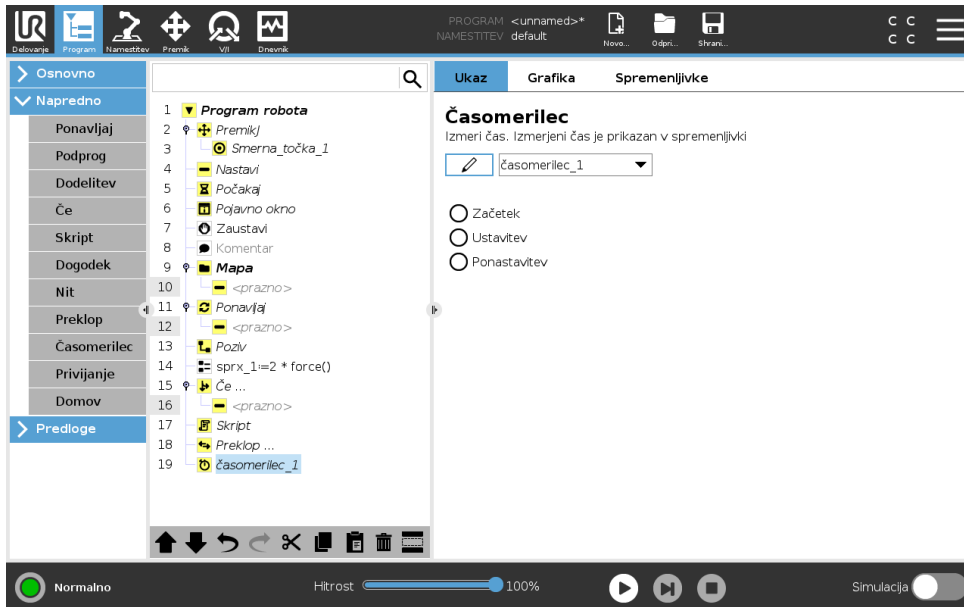 UR
PROGRAM <unnamed>*
NAMESTITEV default
Delovanje Program Namestitev Premik V/I Dnevnik Novo... Odpri... Shrani...
C C
C C
Osnovno
Napredno
Ponavljaj
Podprog
Dodelitev
Če
Skript
Dogodek
Nit
Preklop
Časomerilec
Privijanje
Domov
Predloge
1 Program robota
2 PremikJ
3 Smerna_točka_1
4 Nastavi
5 Počakaj
6 Pojavno okno
7 Zaustavi
8 Komentar
9 Mapa
10 <prazno>
11 Ponavljaj
12 <prazno>
13 Poziv
14 sprx_1:=2 * force()
15 Če ...
16 <prazno>
17 Skript
18 Preklop ...
19 časomerilec_1
Ukaz Grafika Spremenljivke
Časomerilec
Izmeri čas. Izmerjeni čas je prikazan v spremenljivki
časomerilec_1
Začetek
Ustavitev
Ponastavitev
Normalno
Hitrost 100%
Simulacija